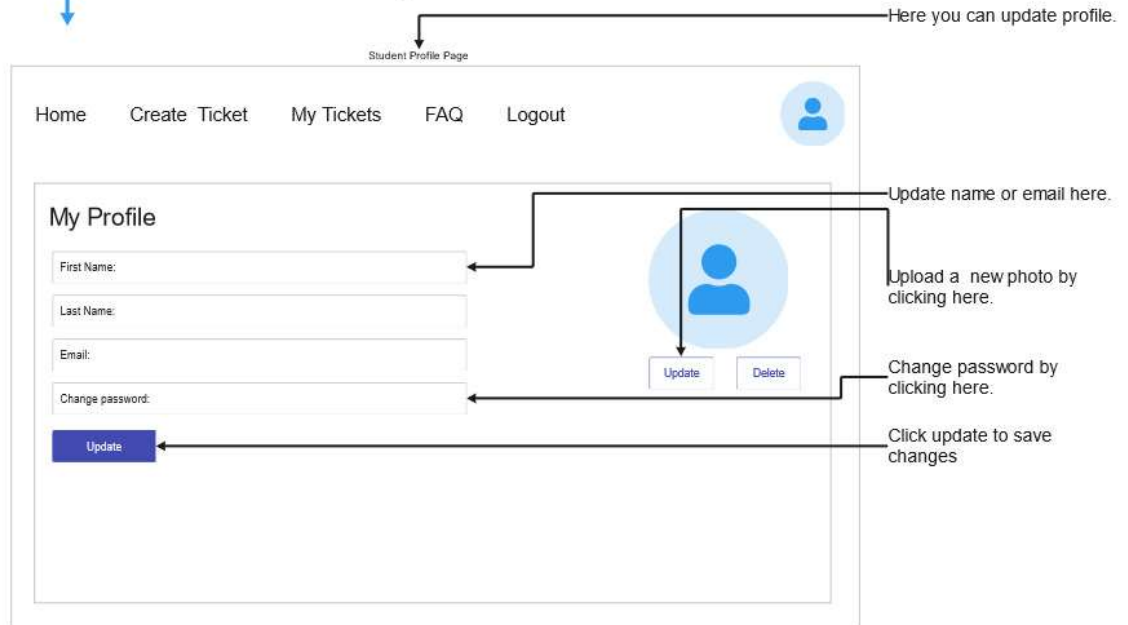 Here you can update profile.
Student Profile Page
Home Create Ticket My Tickets FAQ Logout
Update name or email here.
My Profile
First Name:
Upload a new photo by
clicking here.
Last Name:
Email:
Update Delete
Change password by
clicking here.
Change password:
Click update to save
changes
Update